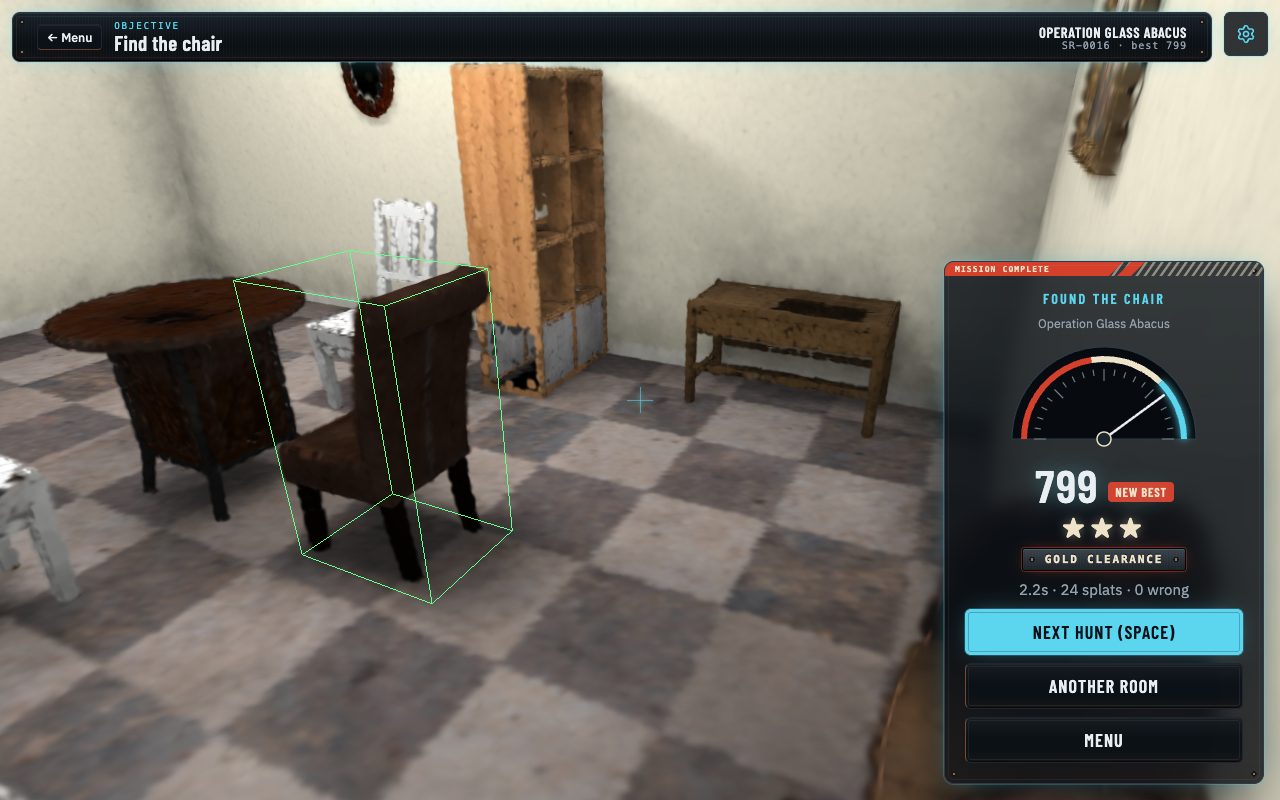 ← Menu
OBJECTIVE
Find the chair
OPERATION GLASS ABACUS
SR-0016 · best 799
MISSION COMPLETE
FOUND THE CHAIR
Operation Glass Abacus
799
NEW BEST
GOLD CLEARANCE
2.2s · 24 splats · 0 wrong
NEXT HUNT (SPACE)
ANOTHER ROOM
MENU